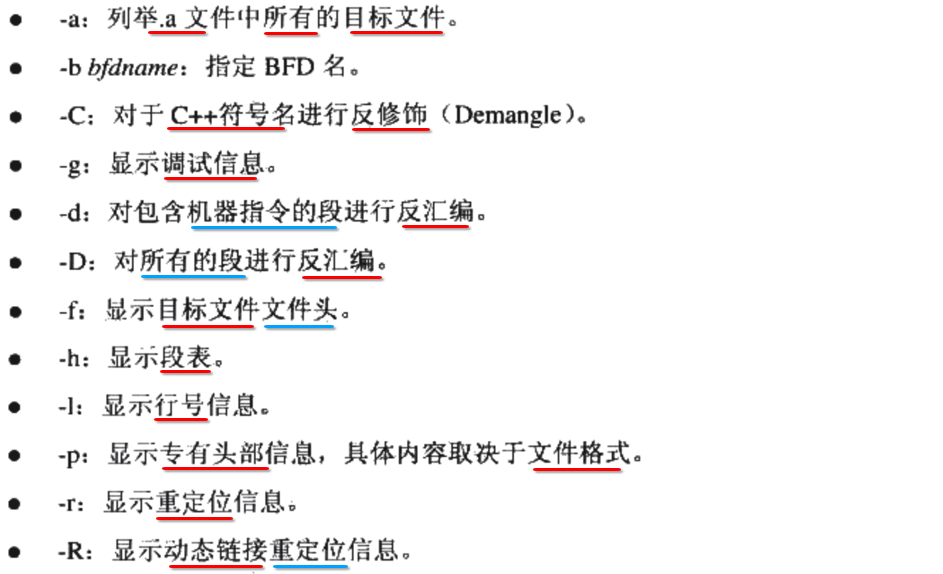 ● -a：列举.a 文件中所有的目标文件。
● -b bfdname：指定 BFD 名。
● -C：对于 C++符号名进行反修饰（Demangle）。
● -g：显示调试信息。
● -d：对包含机器指令的段进行反汇编。
● -D：对所有的段进行反汇编。
● -f：显示目标文件文件头。
● -h：显示段表。
● -l：显示行号信息。
● -p：显示专有头部信息，具体内容取决于文件格式。
● -r：显示重定位信息。
● -R：显示动态链接重定位信息。